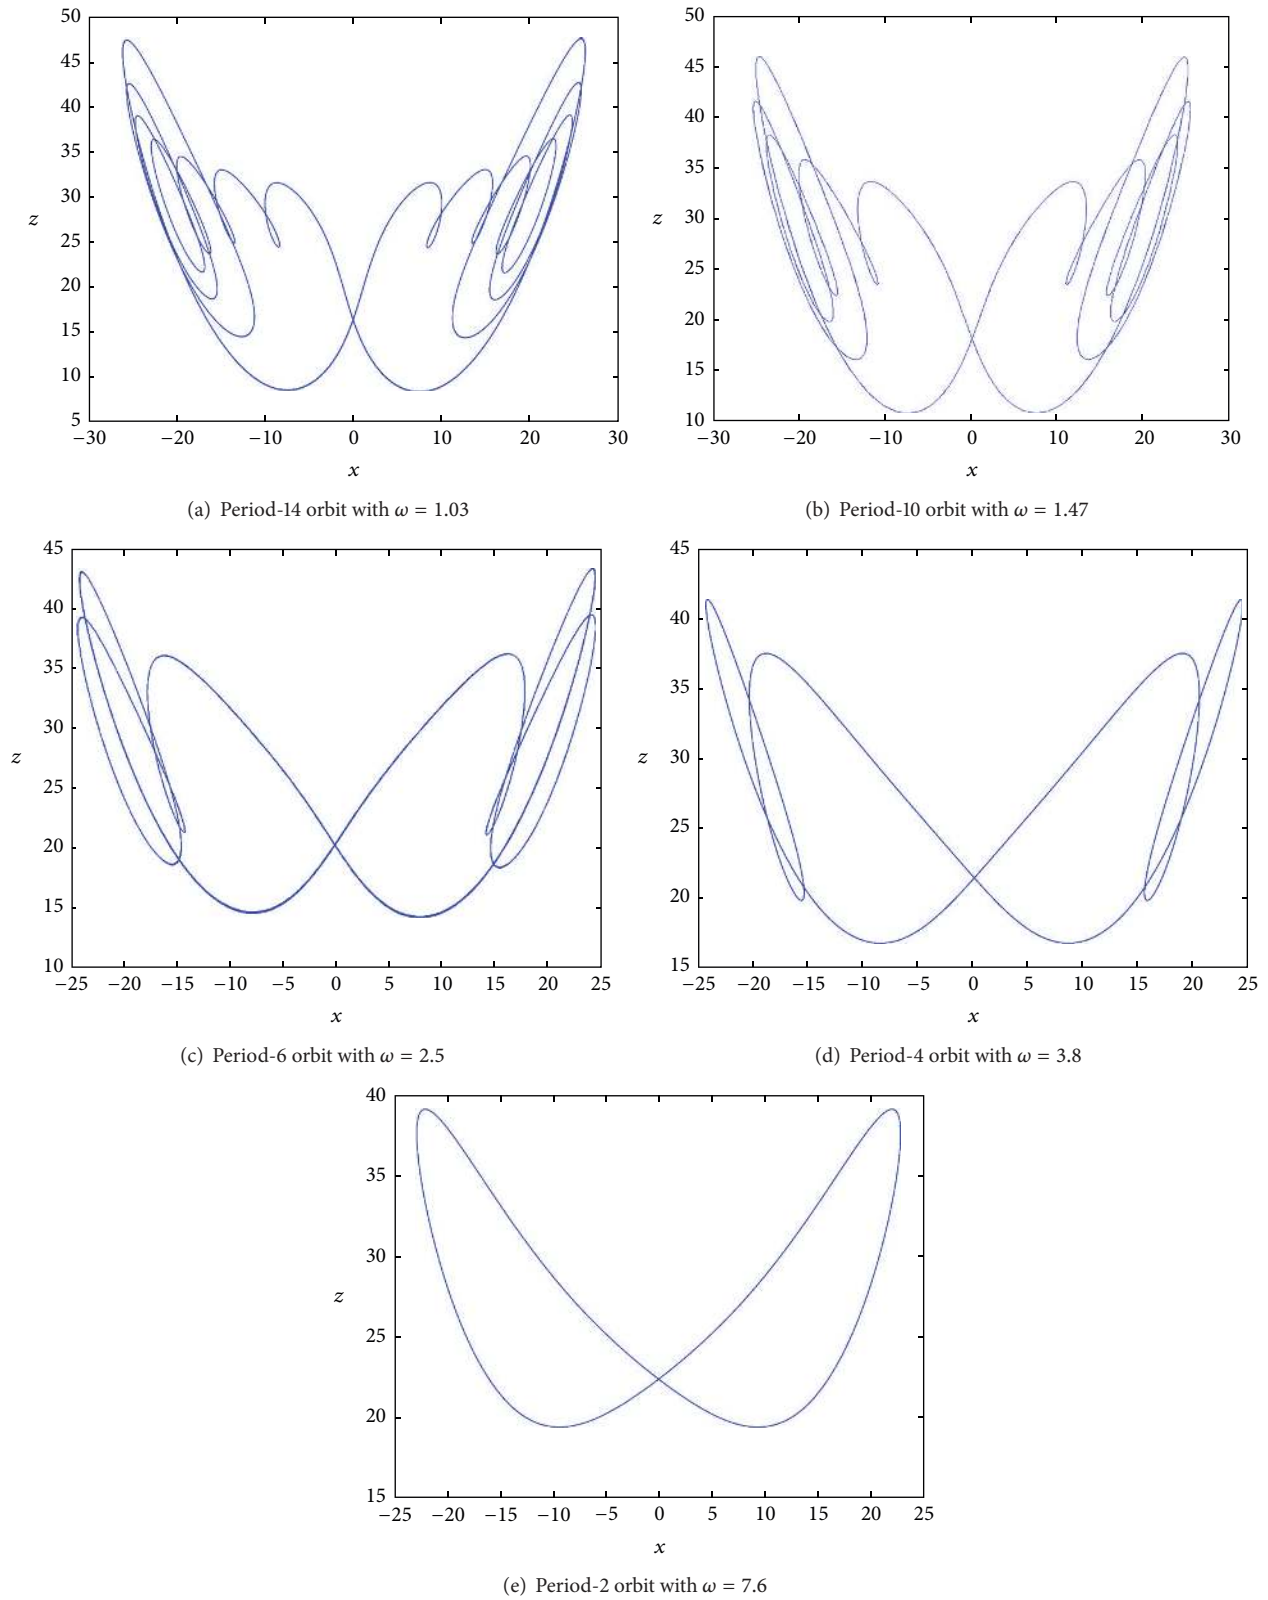 50
45
40
35
30
25
20
15
10
5
z
−30 −20 −10 0 10 20 30
x
(a) Period-14 orbit with ω = 1.03
50
45
40
35
30
25
20
15
10
z
−30 −20 −10 0 10 20 30
x
(b) Period-10 orbit with ω = 1.47
45
40
35
30
25
20
15
10
z
−25 −20 −15 −10 −5 0 5 10 15 20 25
x
(c) Period-6 orbit with ω = 2.5
45
40
35
30
25
20
15
z
−25 −20 −15 −10 −5 0 5 10 15 20 25
x
(d) Period-4 orbit with ω = 3.8
40
35
30
25
20
15
z
−25 −20 −15 −10 −5 0 5 10 15 20 25
x
(e) Period-2 orbit with ω = 7.6